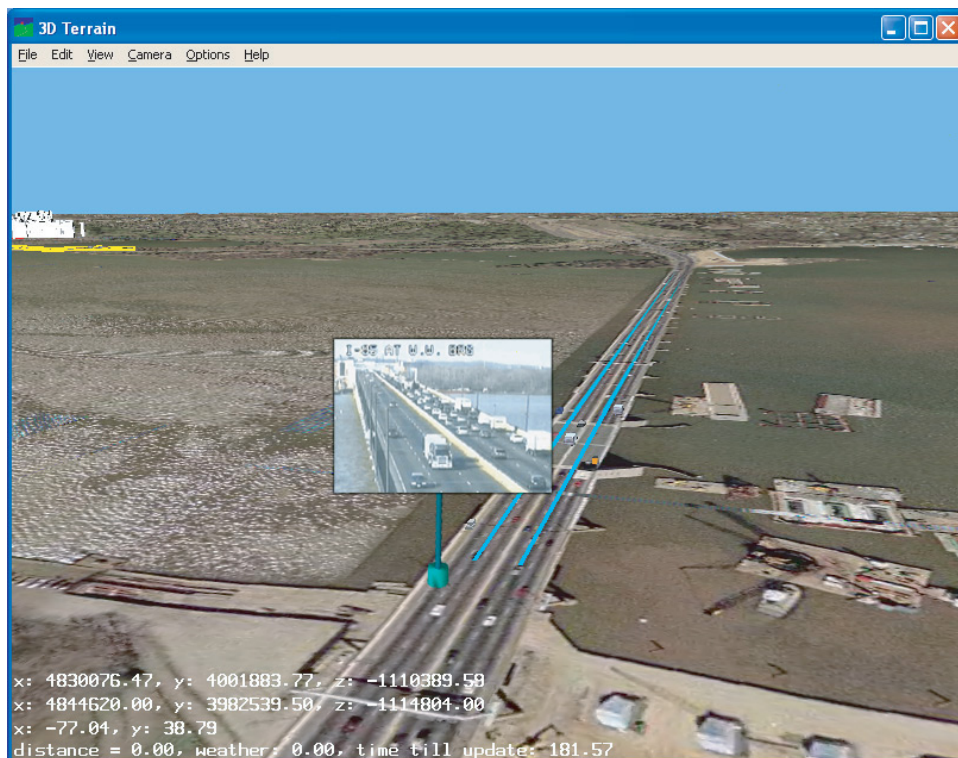 3D Terrain
File Edit View Camera Options Help
I-95 AT W.W. BRG
x: 4830076.47, y: 4001883.77, z: -1110389.58
x: 4844620.00, y: 3982539.50, z: -1114804.00
x: -77.04, y: 38.79
distance = 0.00, weather: 0.00, time till update: 181.57